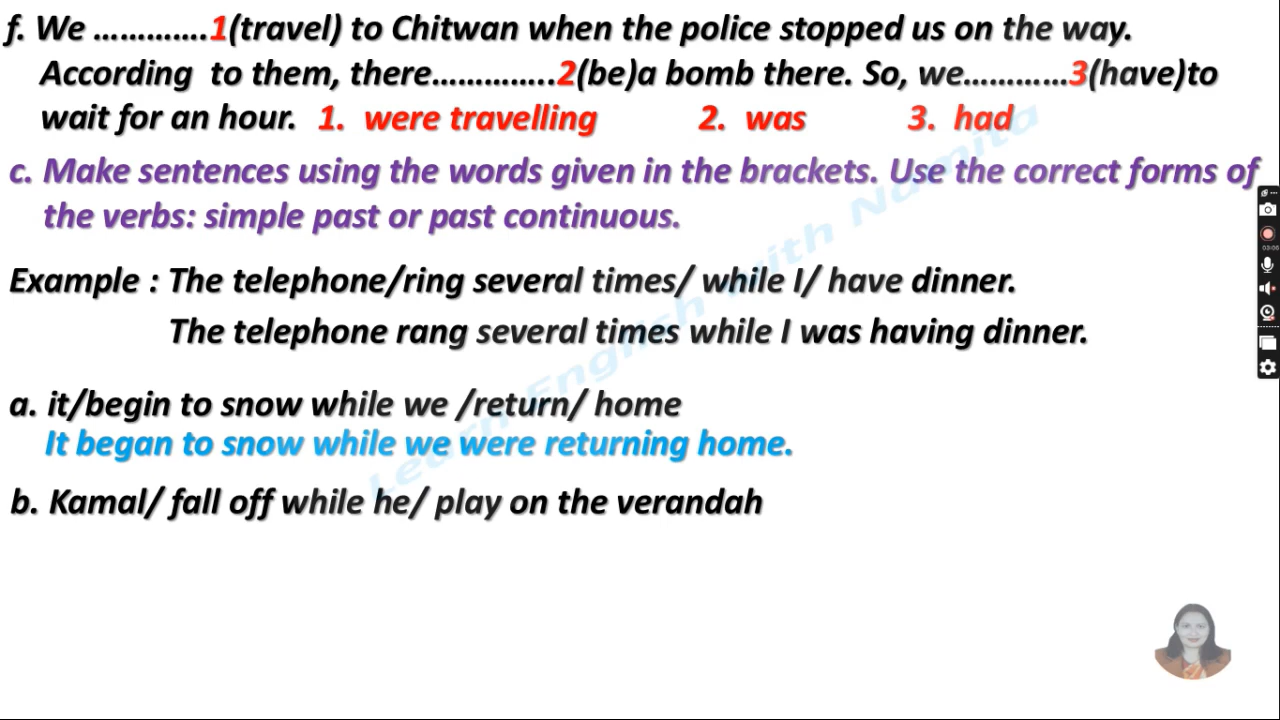 f. We ………….1(travel) to Chitwan when the police stopped us on the way.
According to them, there…………..2(be)a bomb there. So, we…………3(have)to
wait for an hour. 1. were travelling 2. was 3. had
c. Make sentences using the words given in the brackets. Use the correct forms of
the verbs: simple past or past continuous.
Example : The telephone/ring several times/ while I/ have dinner.
The telephone rang several times while I was having dinner.
a. it/begin to snow while we /return/ home
It began to snow while we were returning home.
b. Kamal/ fall off while he/ play on the verandah
Learn English with Namita